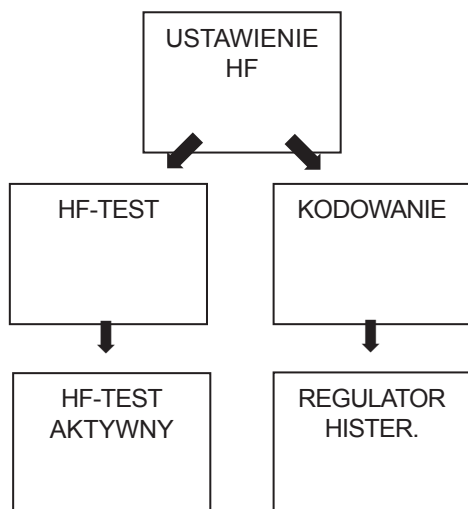 USTAWIENIE
HF
HF-TEST
KODOWANIE
HF-TEST
AKTYWNY
REGULATOR
HISTER.